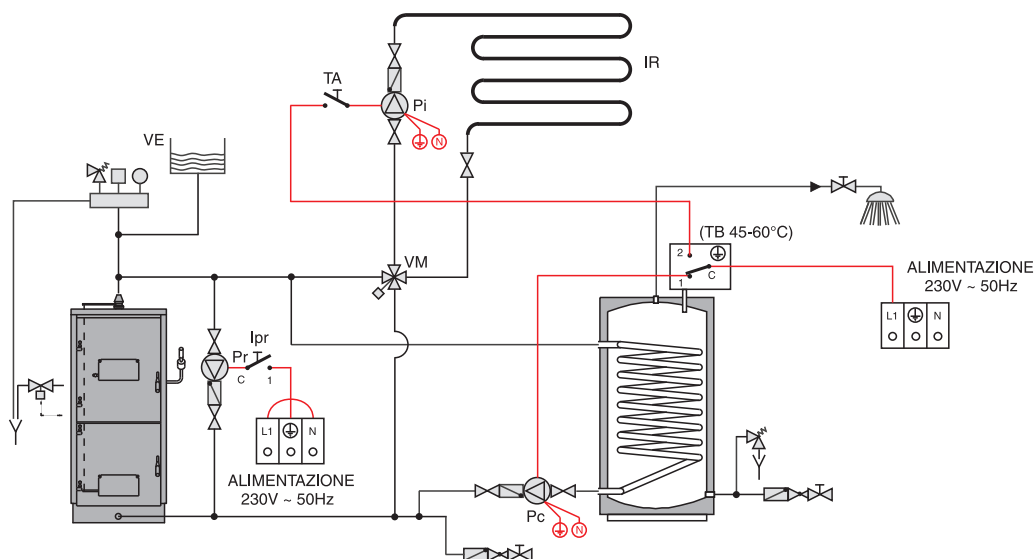 IR
TA
Pi
N
VE
(TB 45-60°C)
2
C
1
VM
ALIMENTAZIONE
230V ~ 50Hz
L1 N
Ipr
Pr
C 1
L1 N
ALIMENTAZIONE
230V ~ 50Hz
Pc
N